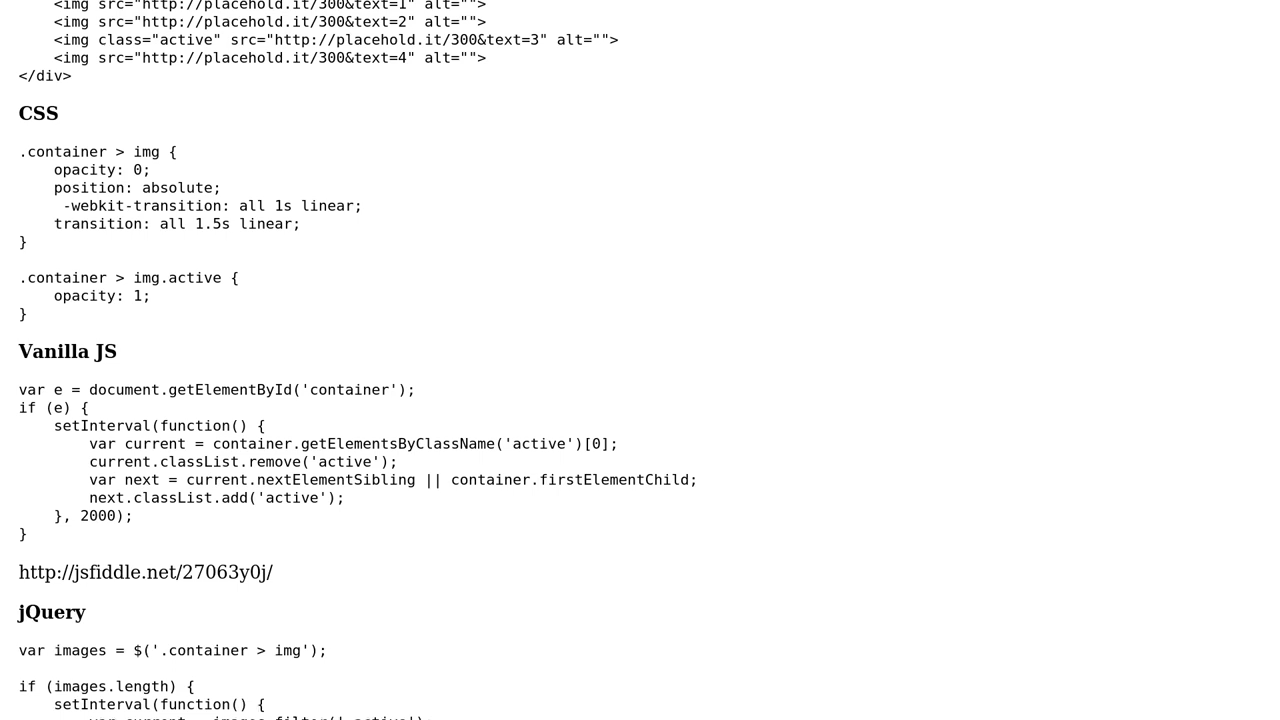 <img src="http://placehold.it/300&text=1" alt="">
    <img src="http://placehold.it/300&text=2" alt="">
    <img class="active" src="http://placehold.it/300&text=3" alt="">
    <img src="http://placehold.it/300&text=4" alt="">
</div>
CSS
.container > img {
    opacity: 0;
    position: absolute;
     -webkit-transition: all 1s linear;
    transition: all 1.5s linear;
}
.container > img.active {
    opacity: 1;
}
Vanilla JS
var e = document.getElementById('container');
if (e) {
    setInterval(function() {
        var current = container.getElementsByClassName('active')[0];
        current.classList.remove('active');
        var next = current.nextElementSibling || container.firstElementChild;
        next.classList.add('active');
    }, 2000);
}
http://jsfiddle.net/27063y0j/
jQuery
var images = $('.container > img');
if (images.length) {
    setInterval(function() {
        var current = images.filter('.active');